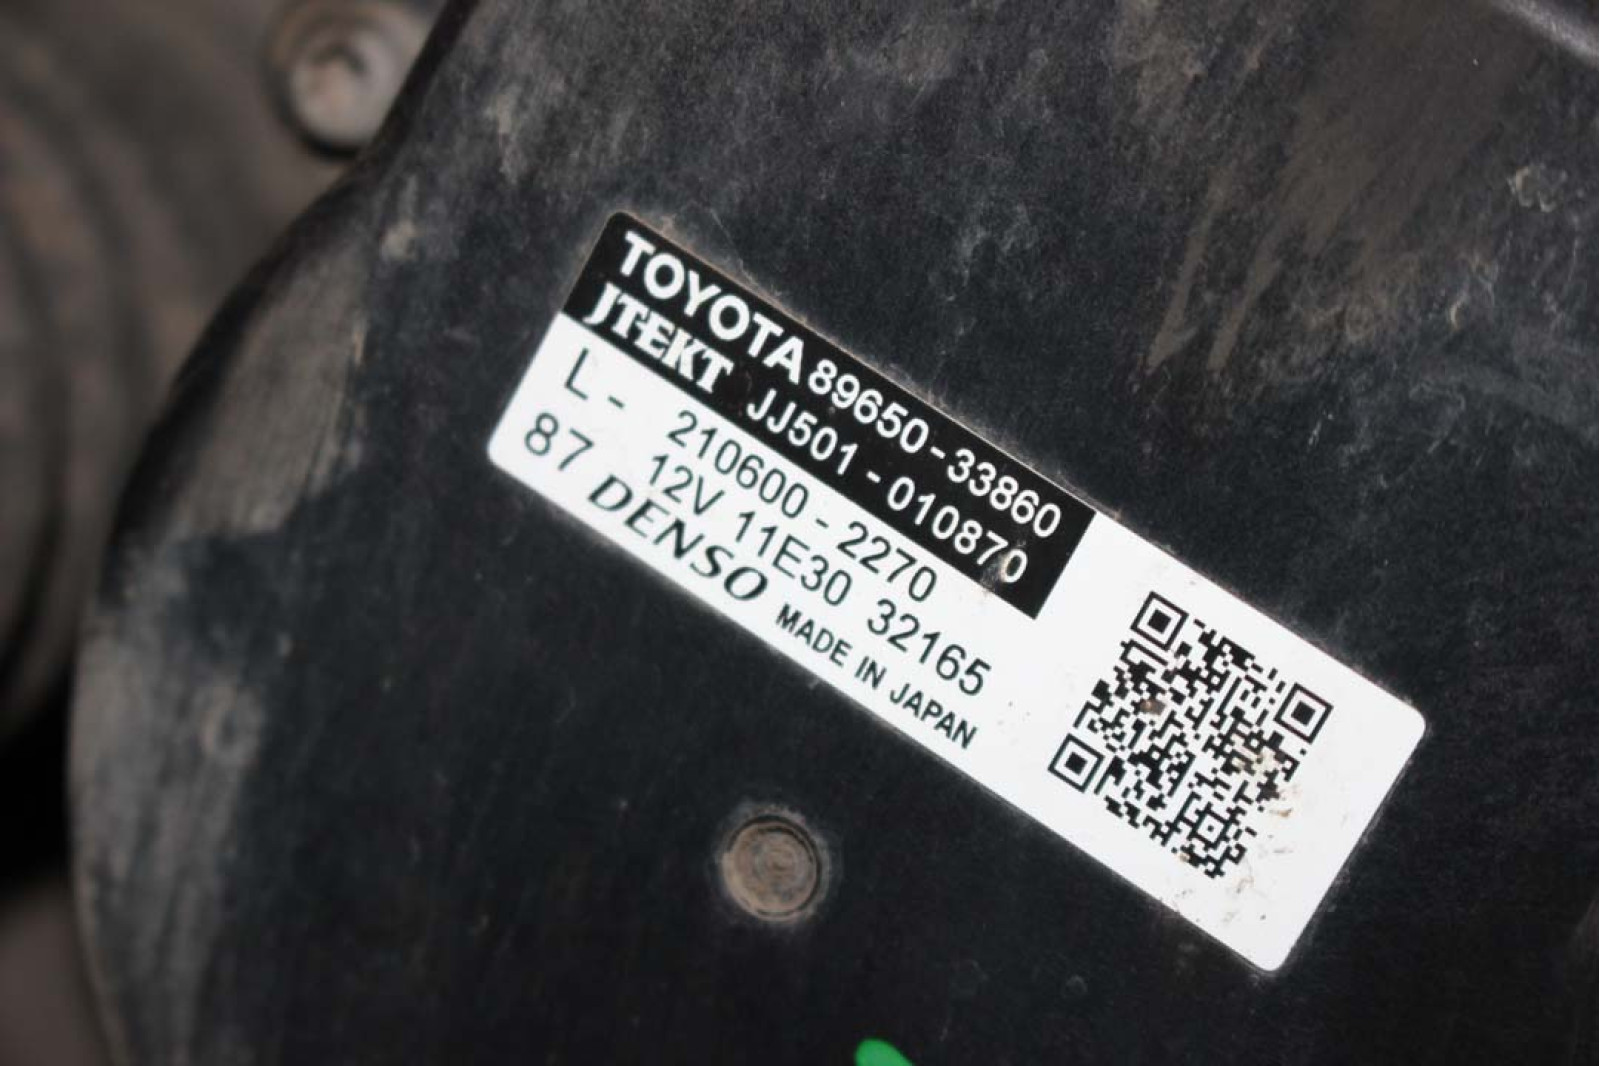 TOYOTA 89650-33860
JTEKT JJ501-010870
L- 210600-2270
87 12V 11E30 32165
DENSO MADE IN JAPAN